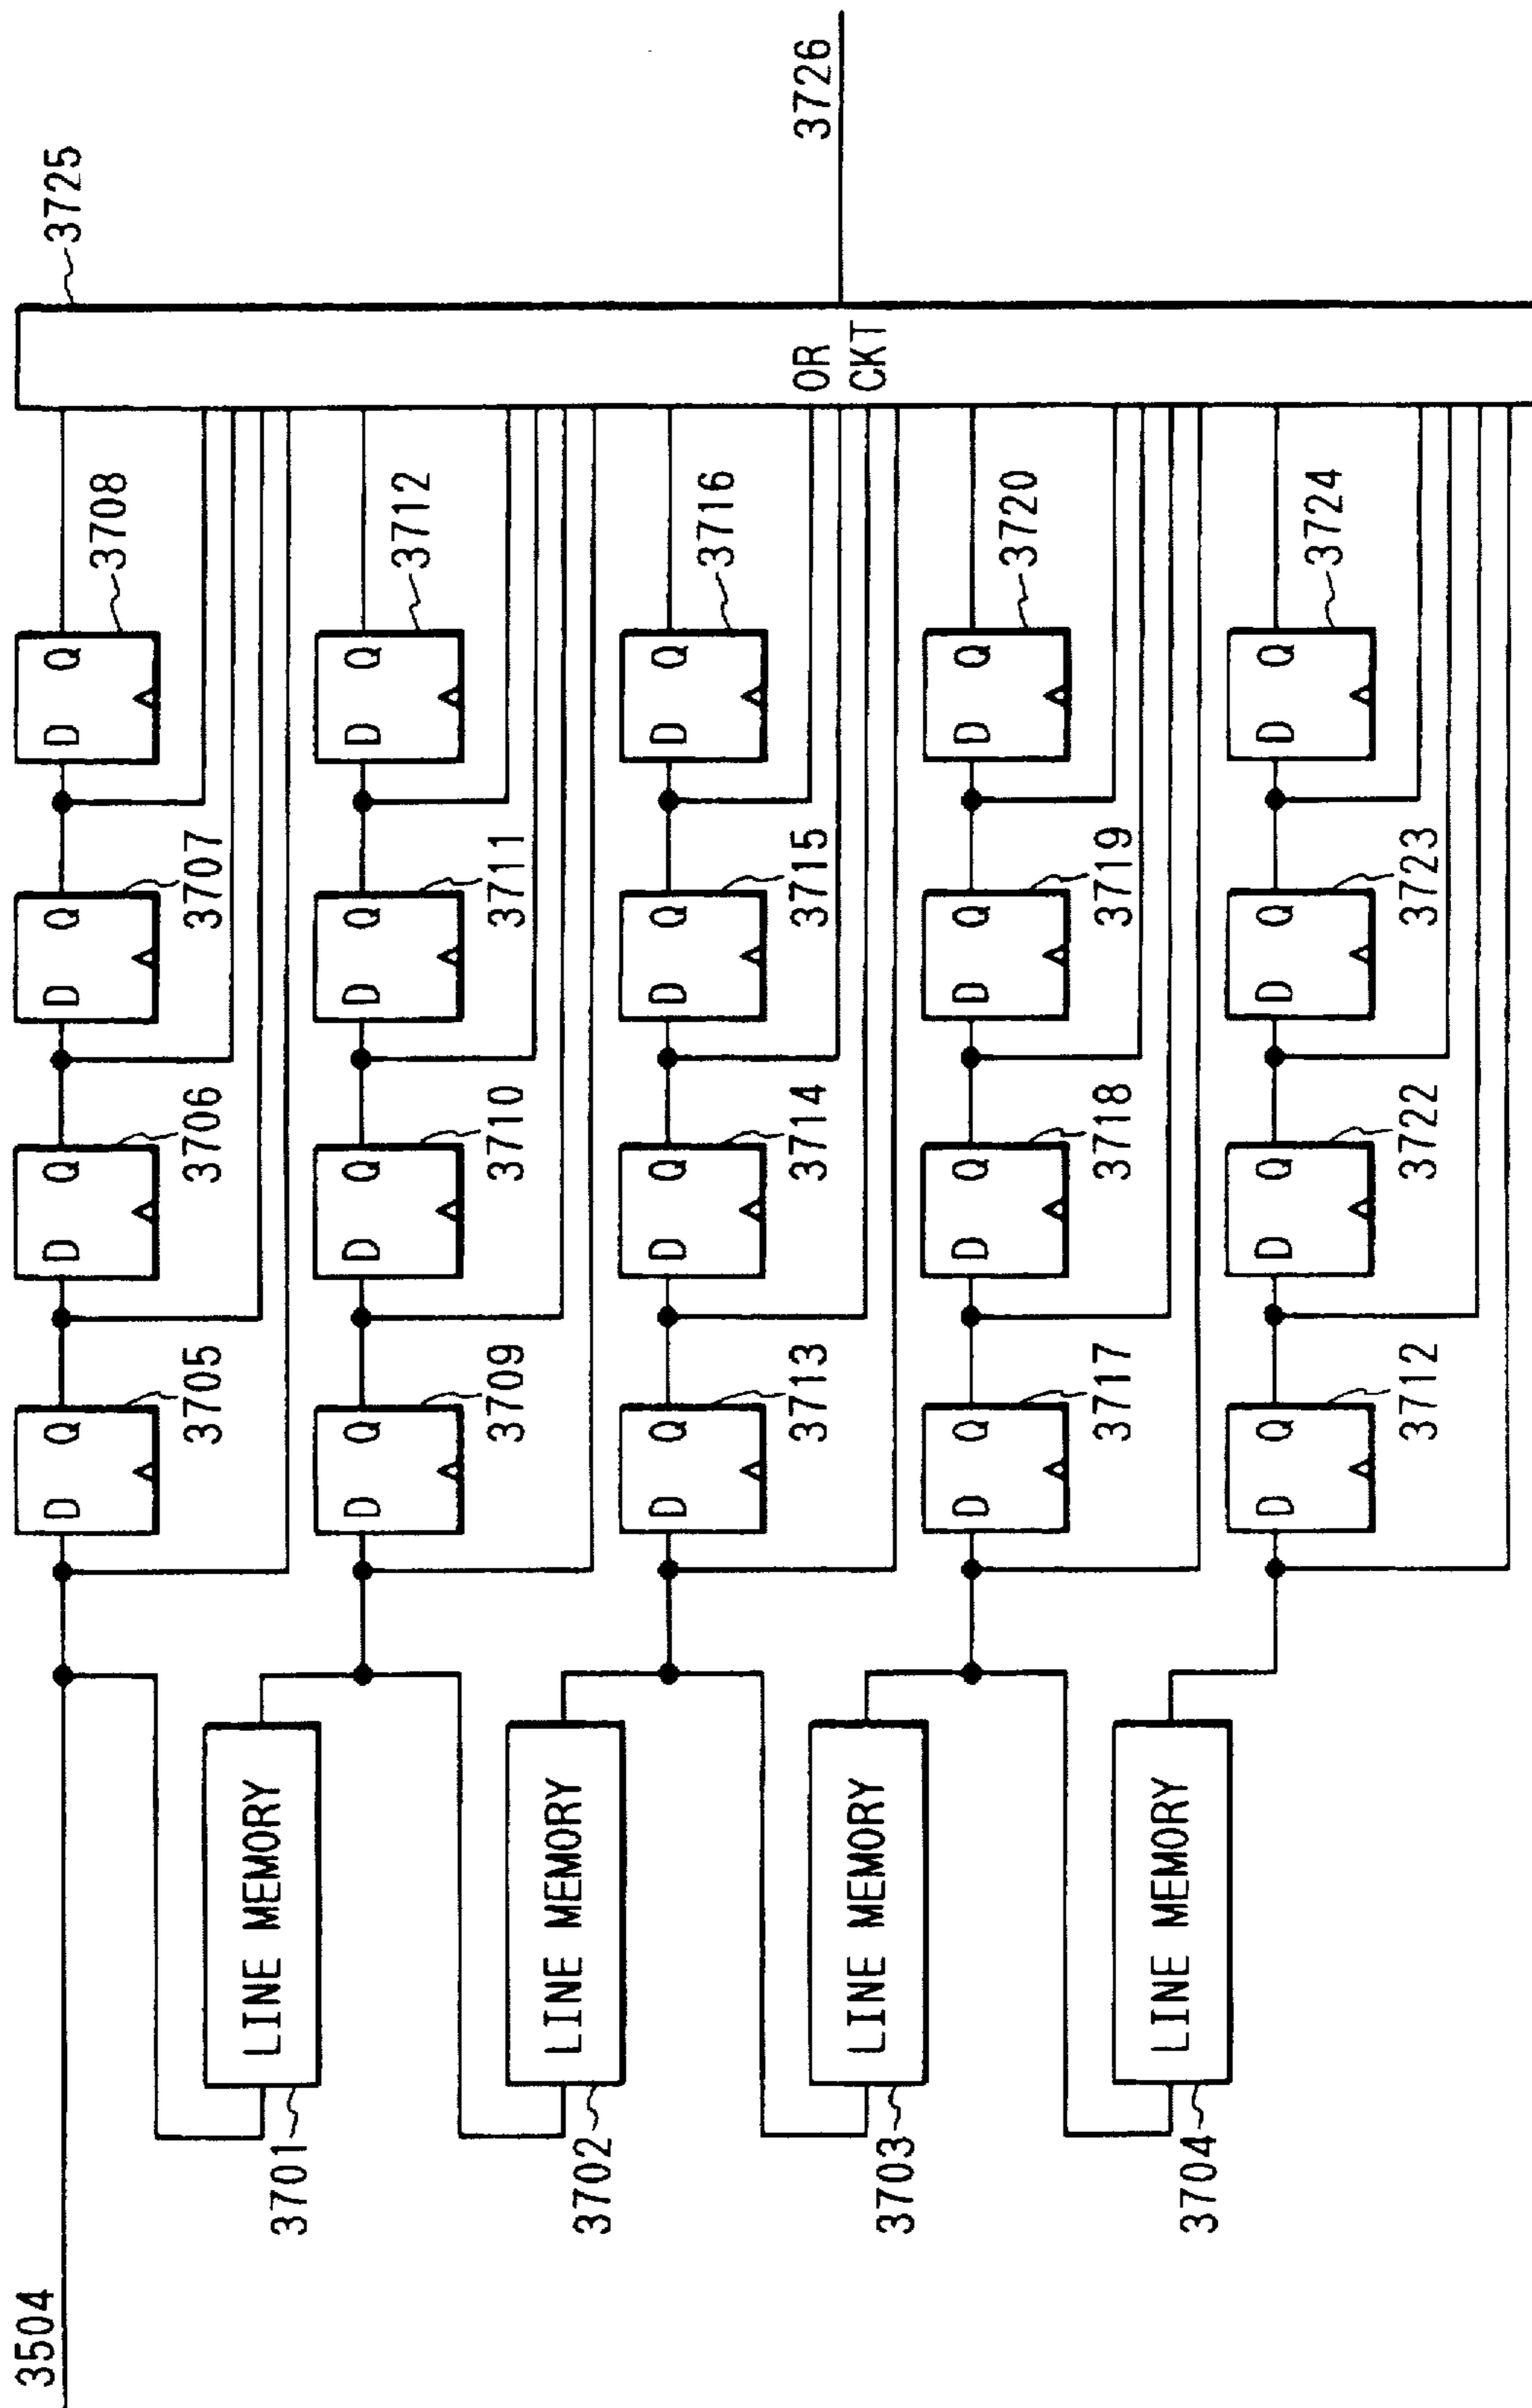 3504
3701
LINE MEMORY
3702
LINE MEMORY
3703
LINE MEMORY
3704
LINE MEMORY
D Q
3705
D Q
3706
D Q
3707
D Q
3708
D Q
3709
D Q
3710
D Q
3711
D Q
3712
D Q
3713
D Q
3714
D Q
3715
D Q
3716
D Q
3717
D Q
3718
D Q
3719
D Q
3720
D Q
3712
D Q
3722
D Q
3723
D Q
3724
OR
CKT
3725
3726